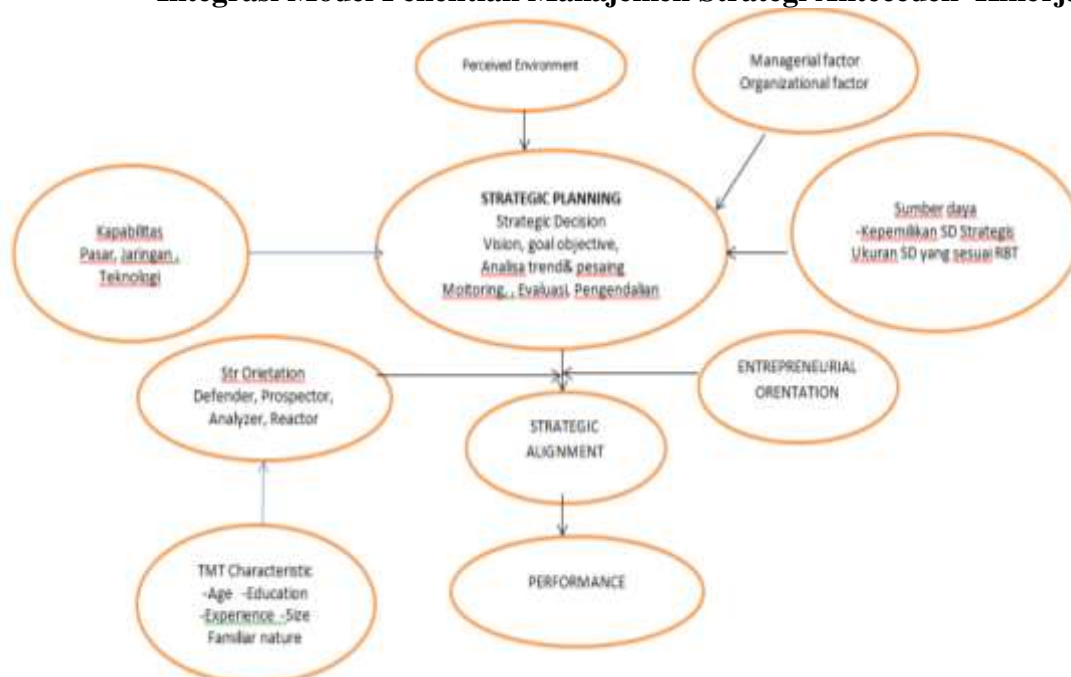 Integrasi Model Penelitian Manajemen Strategi Anteceden Kinerj
Perceived Environment
Managerial factor
Organizational factor
STRATEGIC PLANNING
Strategic Decision
Vision, goal objective,
Analisa trend& pesaing
Moitoring, , Evaluasi, Pengendalian
Kapabilitas
Pasar, Jaringan ,
Teknologi
Sumber daya
-Kepemilikan SD Strategis
Ukuran SD yang sesuai RBT
Str Orietation
Defender, Prospector,
Analyzer, Reactor
ENTREPRENEURIAL
ORENTATION
STRATEGIC
ALIGNMENT
TMT Characteristic
-Age -Education
-Experience -Size
Familiar nature
PERFORMANCE